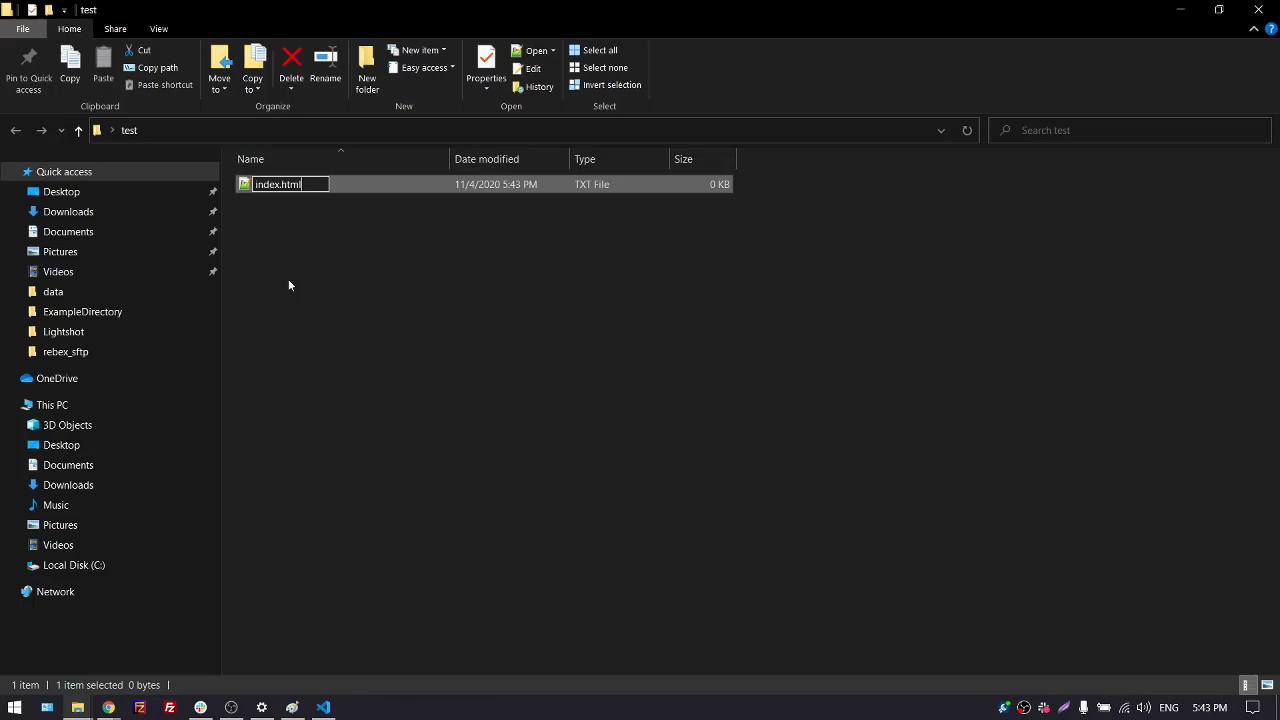 test
File Home Share View
Pin to Quick access
Copy
Paste
Cut
Copy path
Paste shortcut
Clipboard
Move to
Copy to
Delete
Rename
Organize
New folder
New item
Easy access
New
Properties
Open
Edit
History
Open
Select all
Select none
Invert selection
Select
test
Search test
Name Date modified Type Size
index.html 11/4/2020 5:43 PM TXT File 0 KB
Quick access
Desktop
Downloads
Documents
Pictures
Videos
data
ExampleDirectory
Lightshot
rebex_sftp
OneDrive
This PC
3D Objects
Desktop
Documents
Downloads
Music
Pictures
Videos
Local Disk (C:)
Network
1 item 1 item selected 0 bytes
ENG 5:43 PM